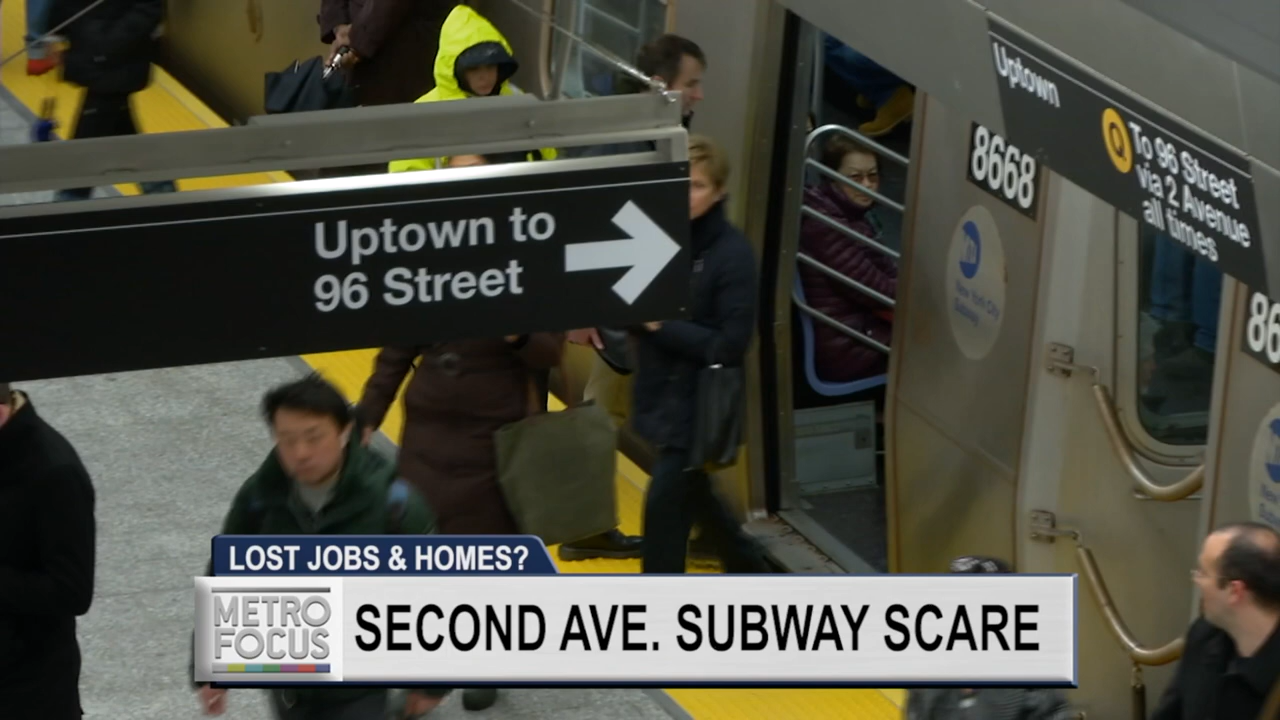 Uptown to
96 Street
Uptown
Q To 96 Street
via 2 Avenue
all times
8668
New York City
Subway
86
LOST JOBS & HOMES?
METRO
FOCUS
SECOND AVE. SUBWAY SCARE